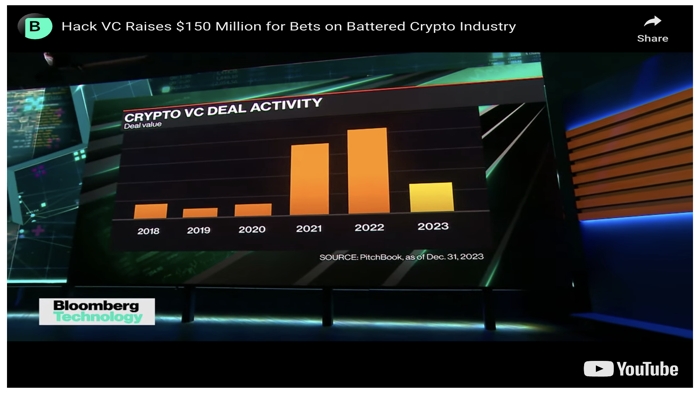 B
Hack VC Raises $150 Million for Bets on Battered Crypto Industry
Share
CRYPTO VC DEAL ACTIVITY
Deal value
2018 2019 2020 2021 2022 2023
SOURCE: PitchBook, as of Dec. 31, 2023
Bloomberg
Technology
YouTube